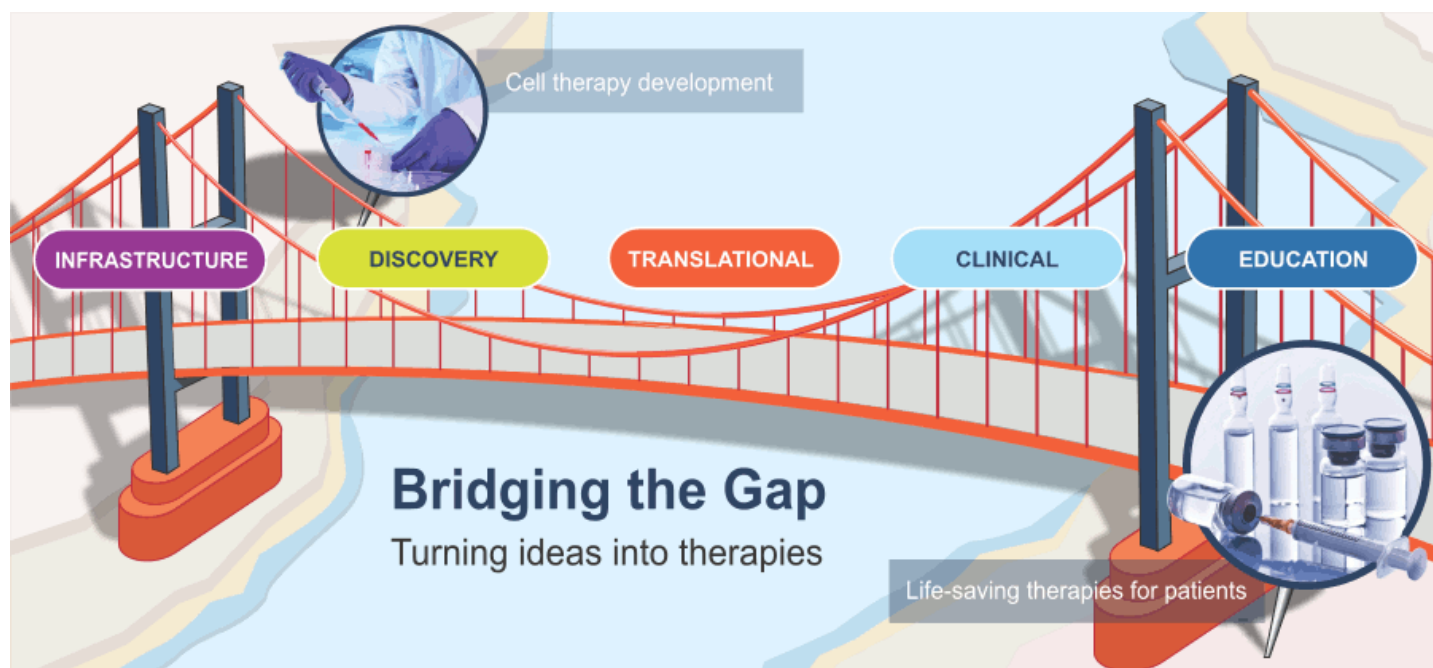 Cell therapy development
INFRASTRUCTURE
DISCOVERY
TRANSLATIONAL
CLINICAL
EDUCATION
Bridging the Gap
Turning ideas into therapies
Life-saving therapies for patients